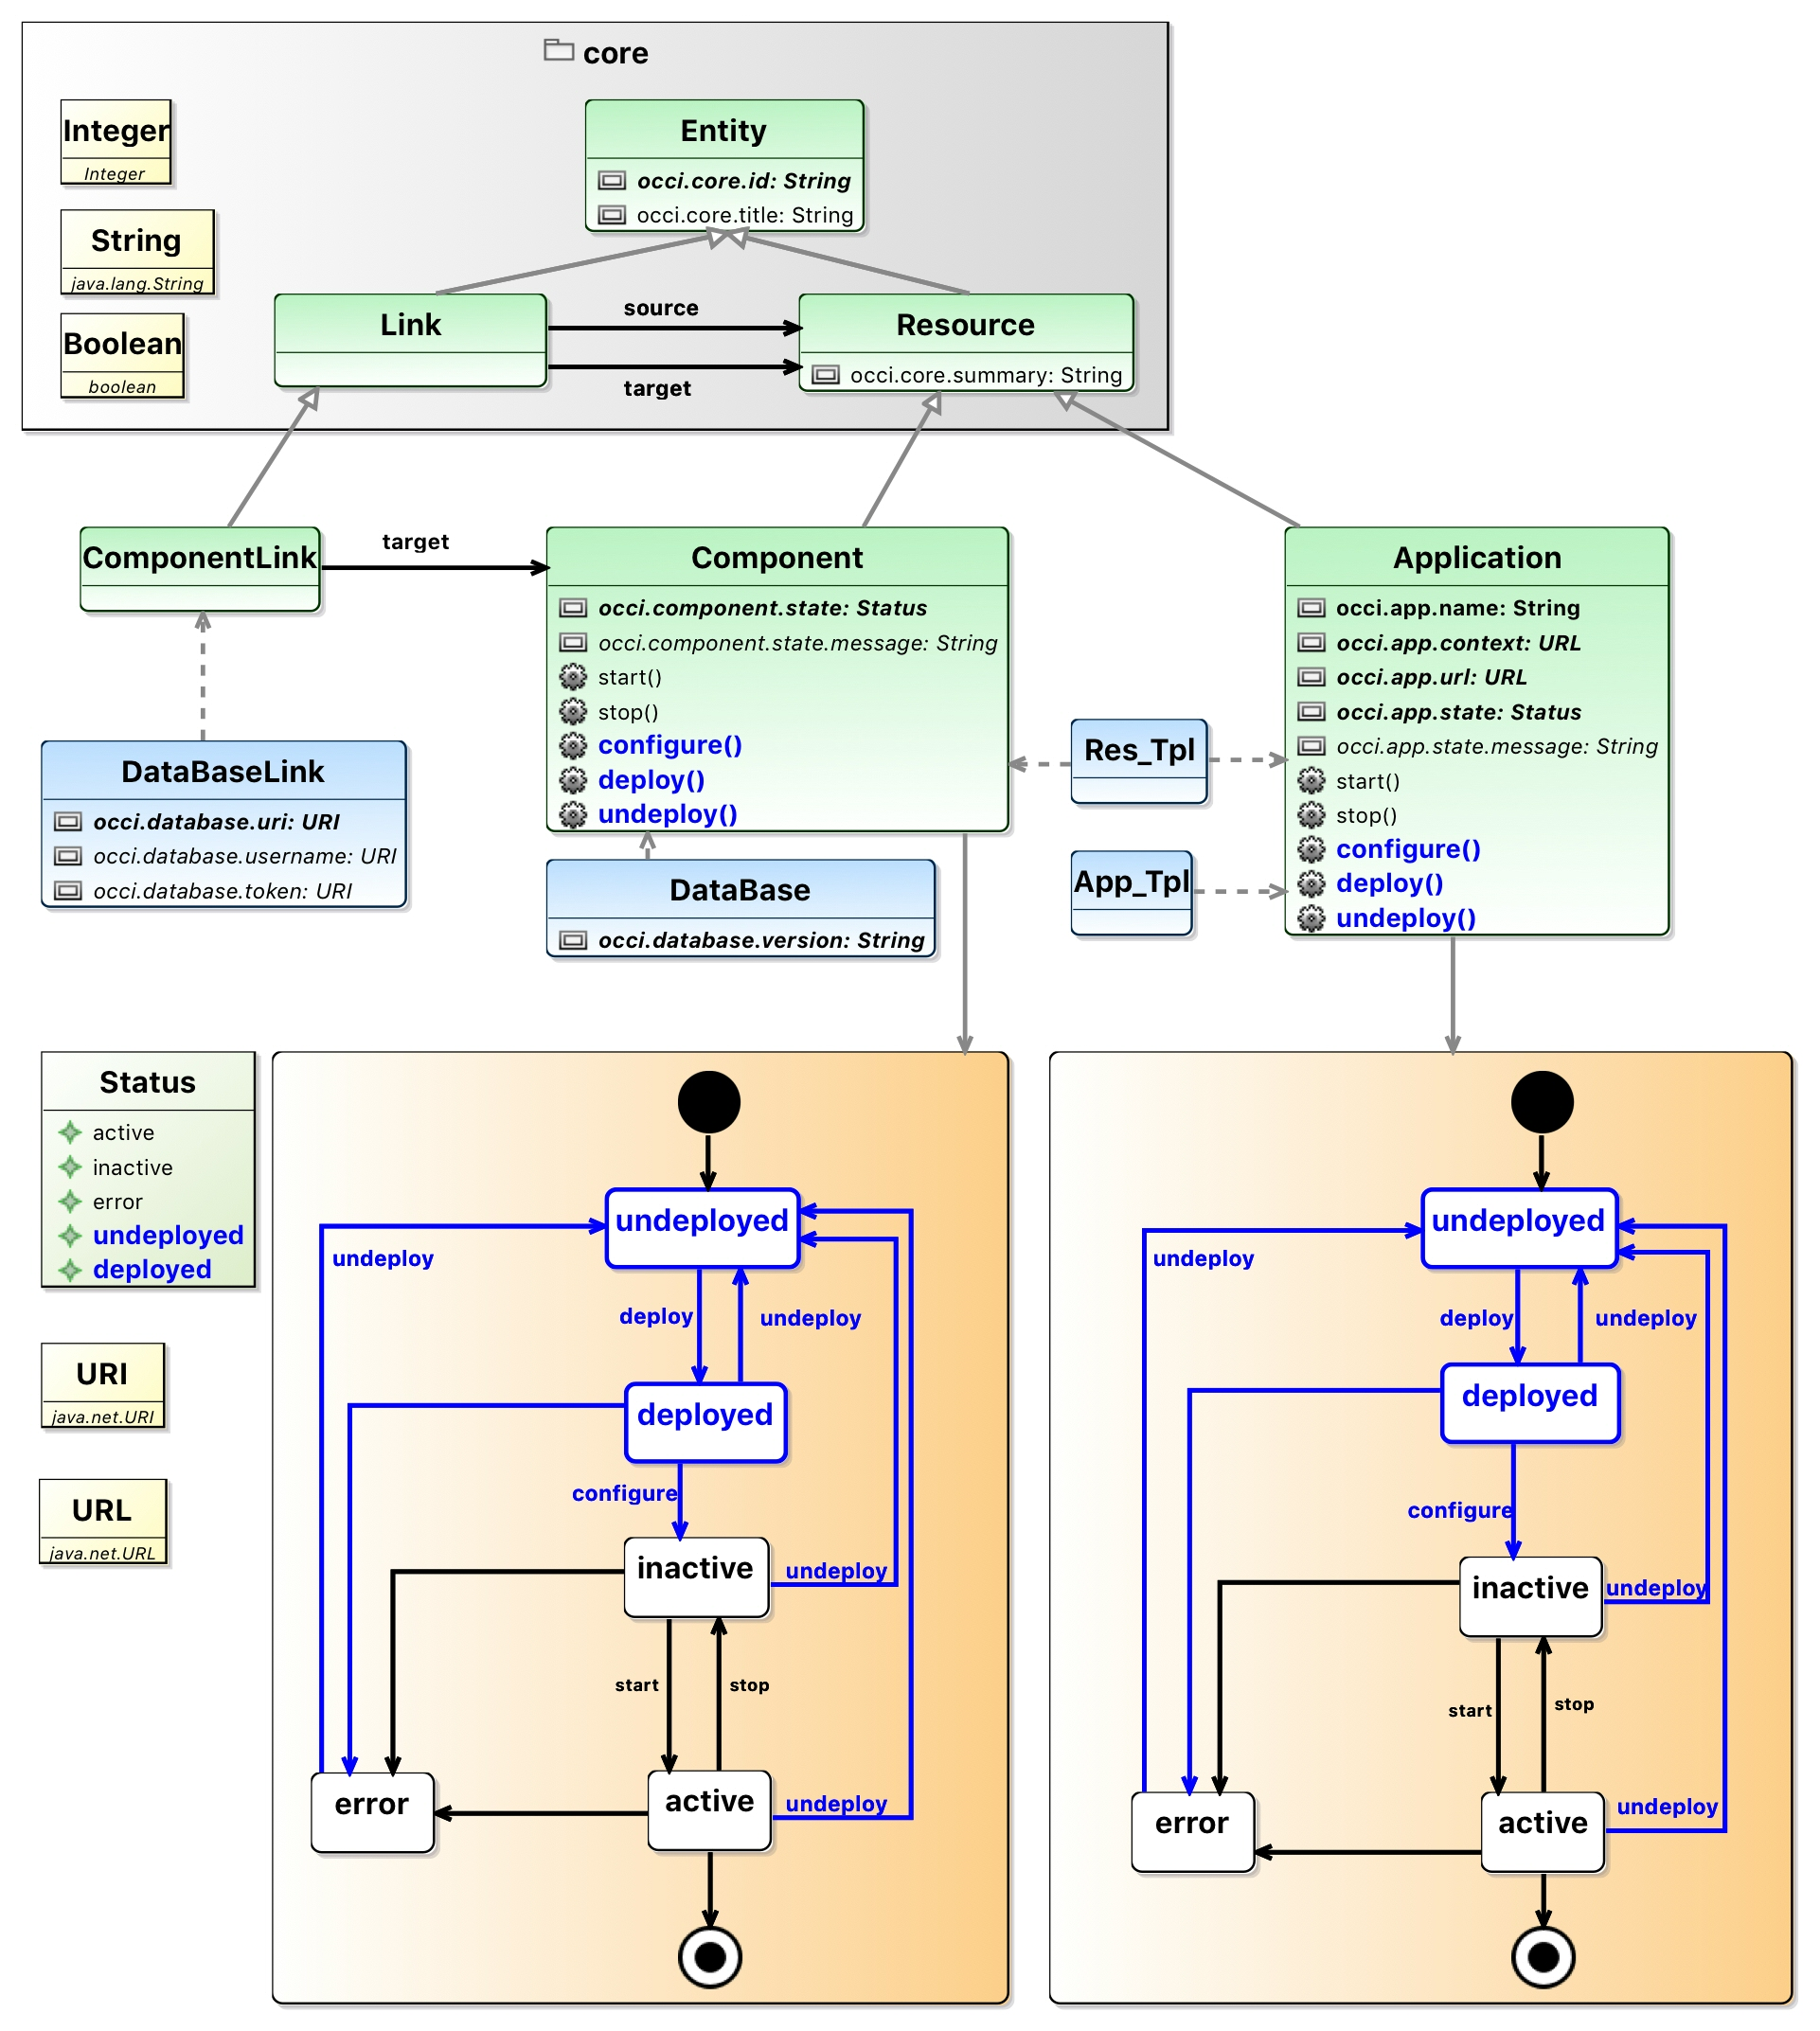 core
Integer
Integer
String
java.lang.String
Boolean
boolean
Entity
occi.core.id: String
occi.core.title: String
Link
source
target
Resource
occi.core.summary: String
ComponentLink
target
Component
occi.component.state: Status
occi.component.state.message: String
start()
stop()
configure()
deploy()
undeploy()
Application
occi.app.name: String
occi.app.context: URL
occi.app.url: URL
occi.app.state: Status
occi.app.state.message: String
start()
stop()
configure()
deploy()
undeploy()
Res_Tpl
App_Tpl
DataBaseLink
occi.database.uri: URI
occi.database.username: URI
occi.database.token: URI
DataBase
occi.database.version: String
Status
active
inactive
error
undeployed
deployed
URI
java.net.URI
URL
java.net.URL
undeployed
undeploy
deploy
undeploy
deployed
configure
inactive
undeploy
start
stop
error
active
undeploy
undeployed
undeploy
deploy
undeploy
deployed
configure
inactive
undeploy
start
stop
error
active
undeploy